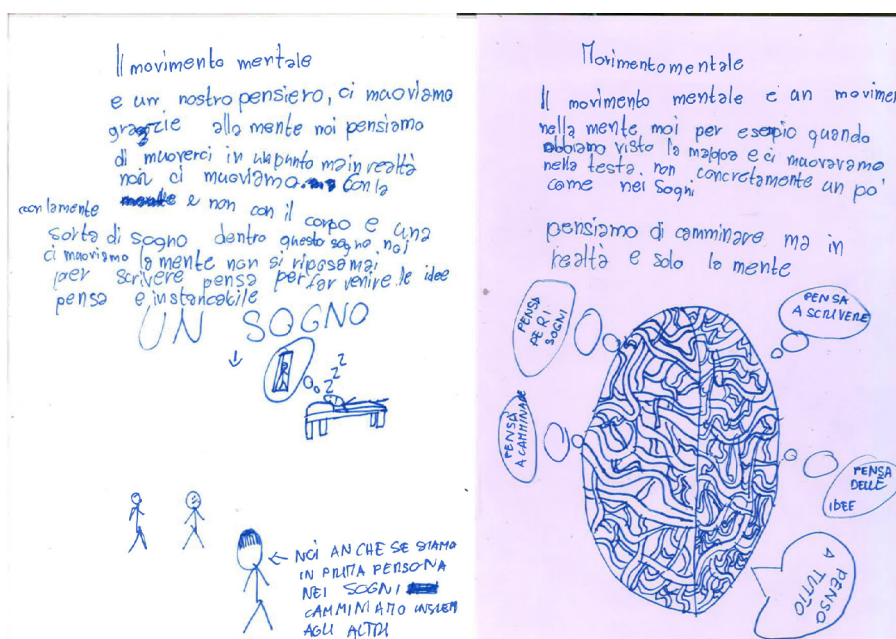 Il movimento mentale
e un nostro pensiero, ci muoviamo
grazie alla mente noi pensiamo
di muoverci in un punto ma in realtà
non ci muoviamo con la
con la mente e non con il corpo e una
sorta di sogno dentro questo sogno noi
ci muoviamo la mente non si riposa mai
per scrivere pensa per far venire le idee
pensa e instancabile
UN SOGNO
Z Z Z Z
NOI ANCHE SE SIAMO
IN PRIMA PERSONA
NEI SOGNI
CAMMINIAMO INSIEM
AGLI ALTRI
Movimento mentale
Il movimento mentale e un movimen
nella mente, noi per esempio quando
abbiamo visto la mappa e ci muovavamo
nella testa, non concretamente un po'
come nei sogni
pensiamo di camminare ma in
realtà e solo la mente
PENSA
PER I
SOGNI
PENSA
A SCRIVERE
PENSA
A CAMMINARE
PENSA
DELLE
IDEE
PENSO
A TUTTO